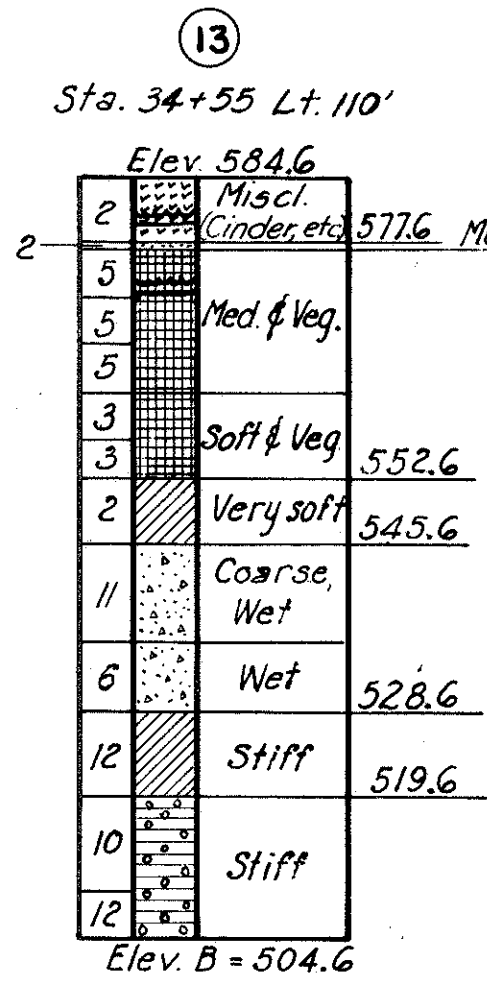 13
Sta. 34+55 Lt. 110'
Elev. 584.6
2 Miscl.
(Cinder, etc) 577.6
2
5
5 Med. & Veg.
5
3 Soft & Veg.
3 552.6
2 Very soft 545.6
11 Coarse,
Wet
6 Wet 528.6
12 Stiff 519.6
10 Stiff
12
Elev. B = 504.6